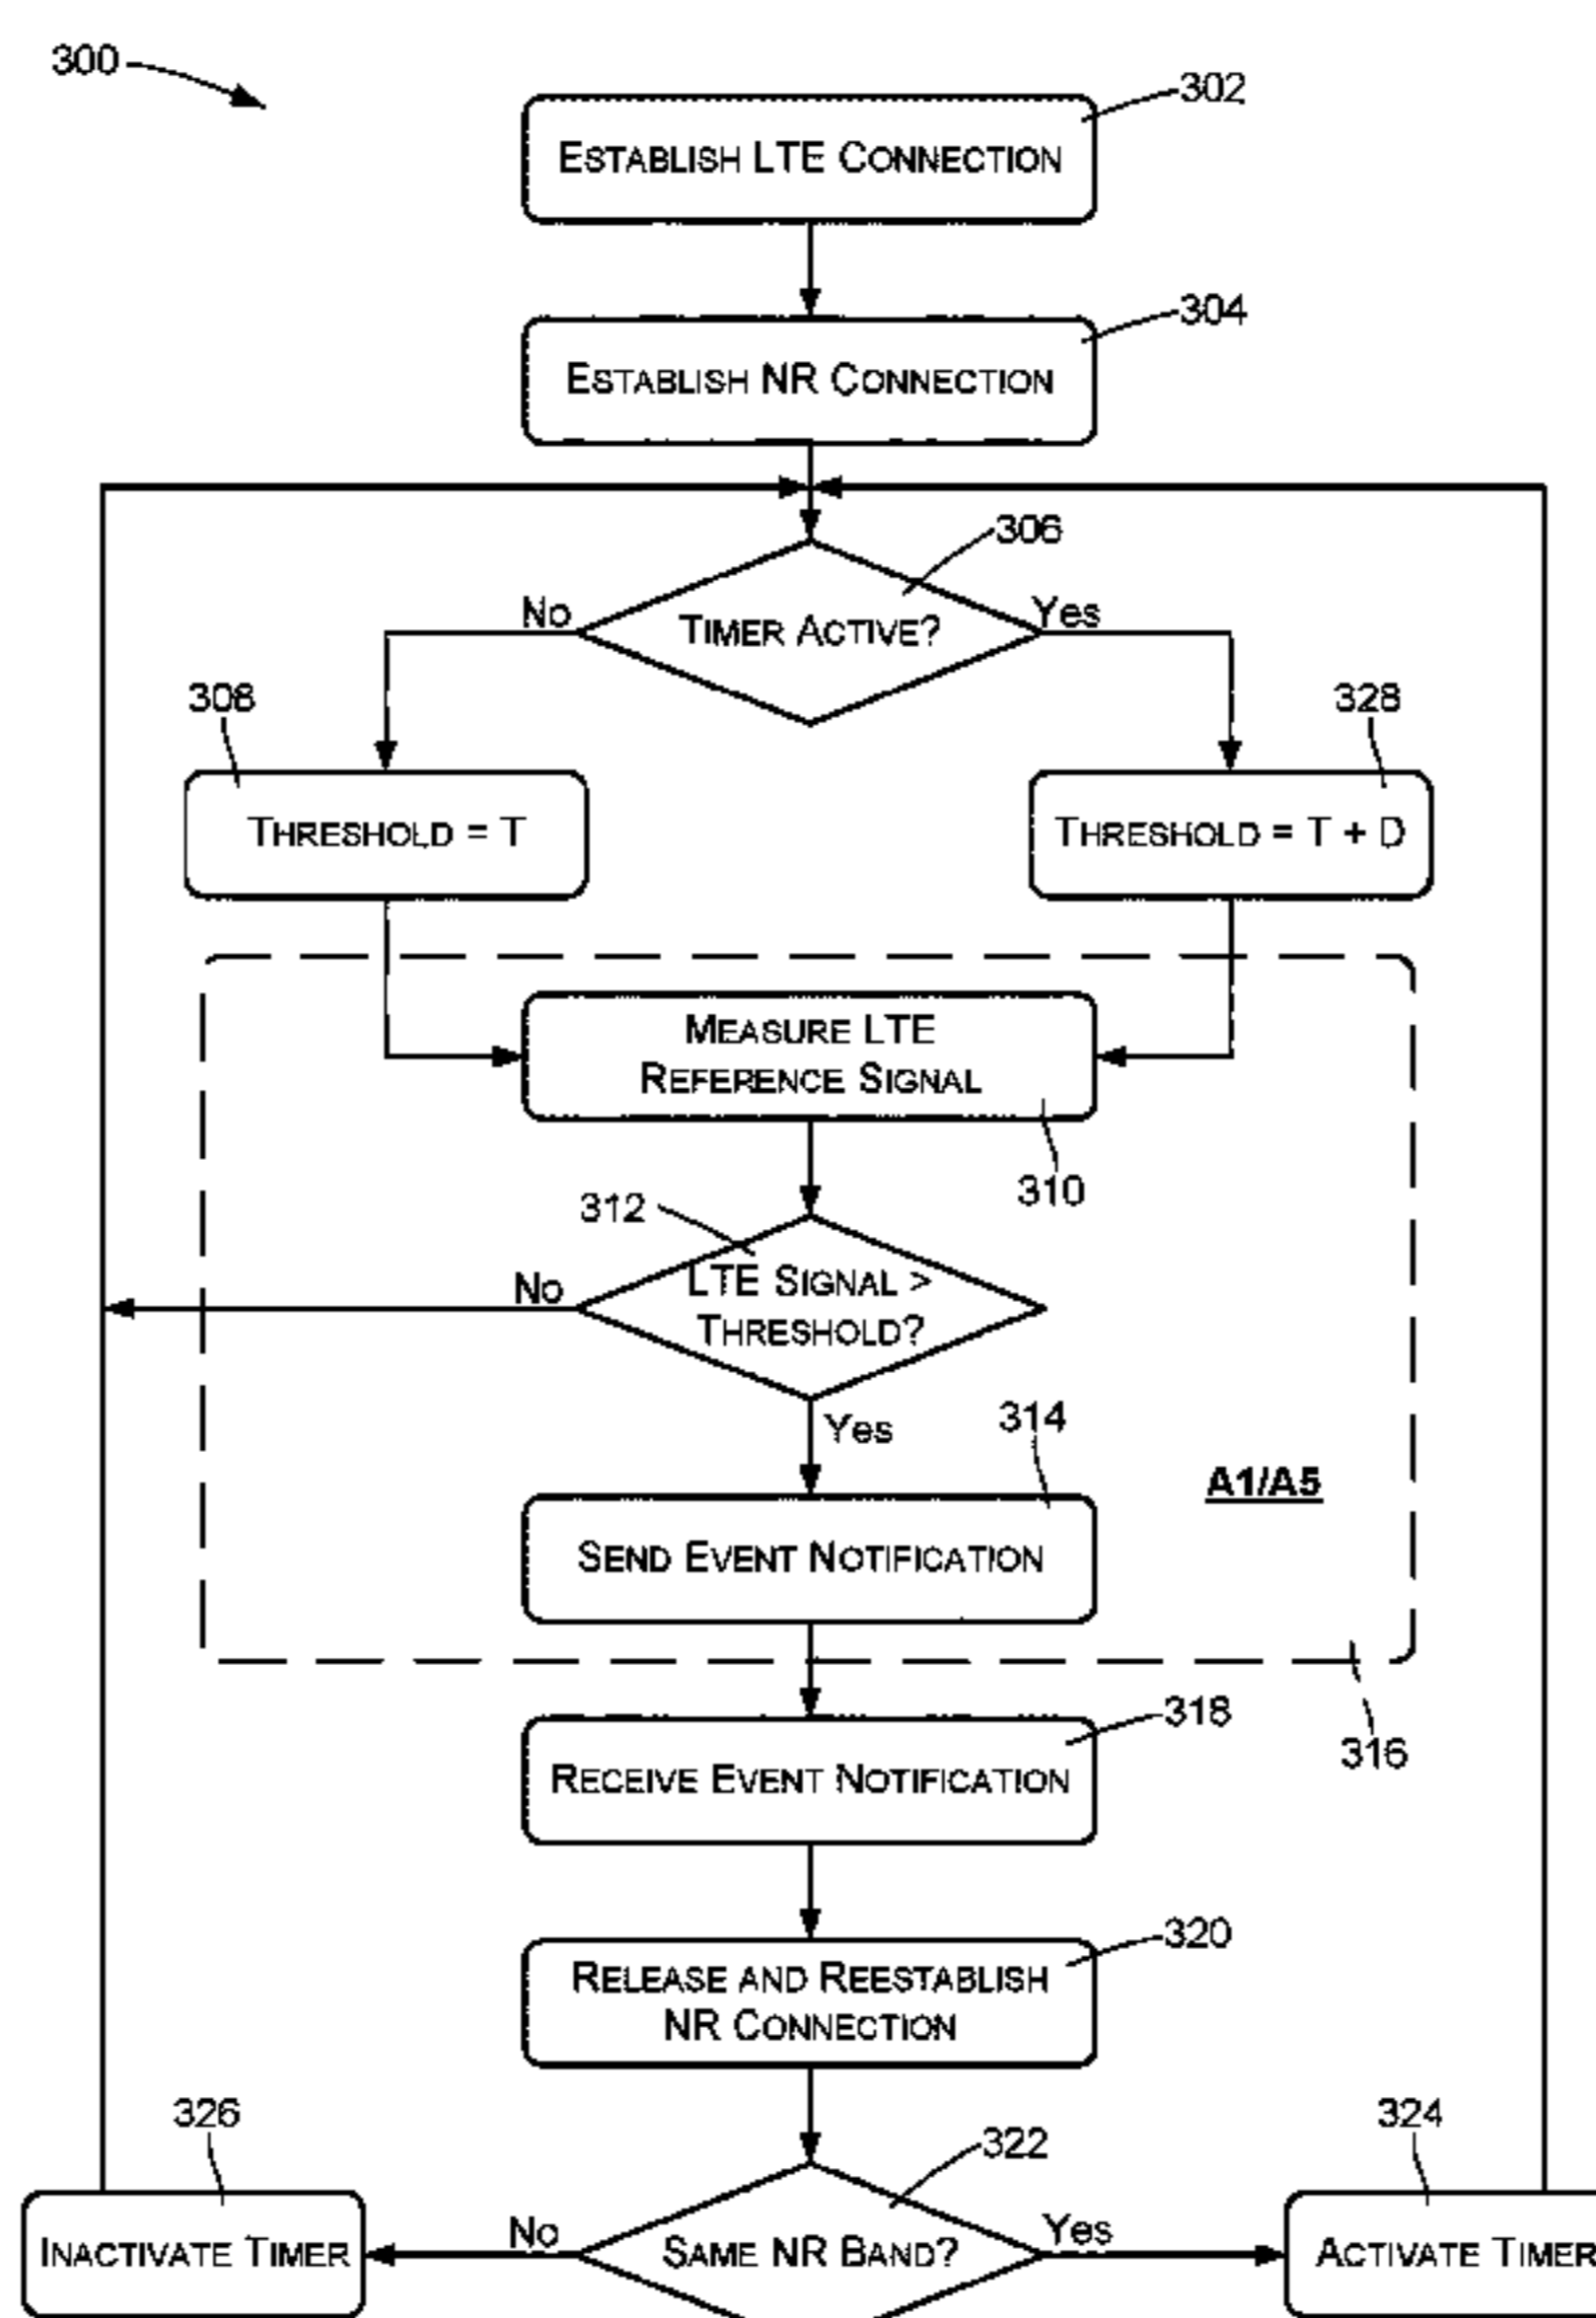 300
302
ESTABLISH LTE CONNECTION
304
ESTABLISH NR CONNECTION
306
No
TIMER ACTIVE?
Yes
308
328
THRESHOLD = T
THRESHOLD = T + D
MEASURE LTE
REFERENCE SIGNAL
310
312
No
LTE SIGNAL >
THRESHOLD?
Yes
314
A1/A5
SEND EVENT NOTIFICATION
318
316
RECEIVE EVENT NOTIFICATION
320
RELEASE AND REESTABLISH
NR CONNECTION
326
322
324
INACTIVATE TIMER
No
SAME NR BAND?
Yes
ACTIVATE TIMER